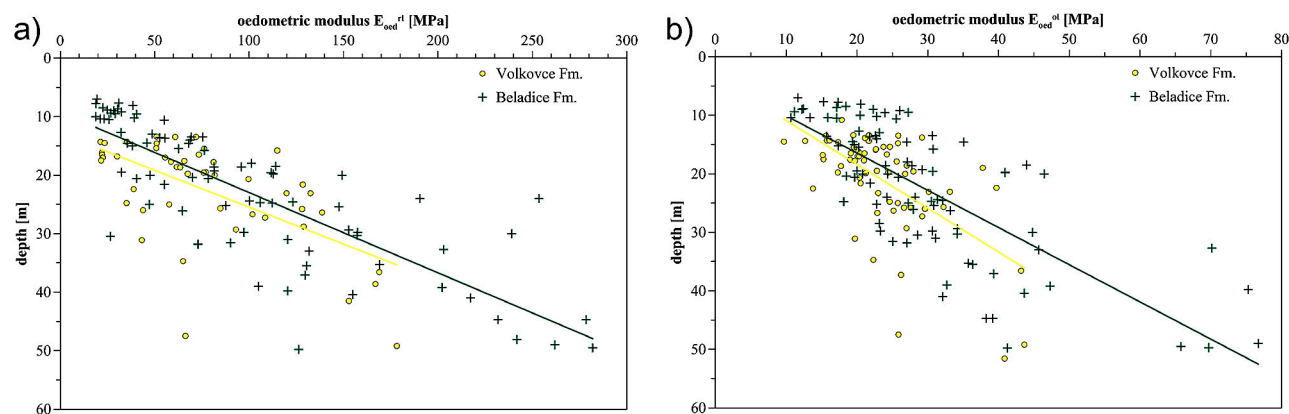 a)
oedometric modulus Eoed^rl [MPa]
0 50 100 150 200 250 300
0
10
20
30
40
50
60
depth [m]
Volkovce Fm.
Beladice Fm.
b)
oedometric modulus Eoed^ol [MPa]
0 10 20 30 40 50 60 70 80
0
10
20
30
40
50
60
depth [m]
Volkovce Fm.
Beladice Fm.